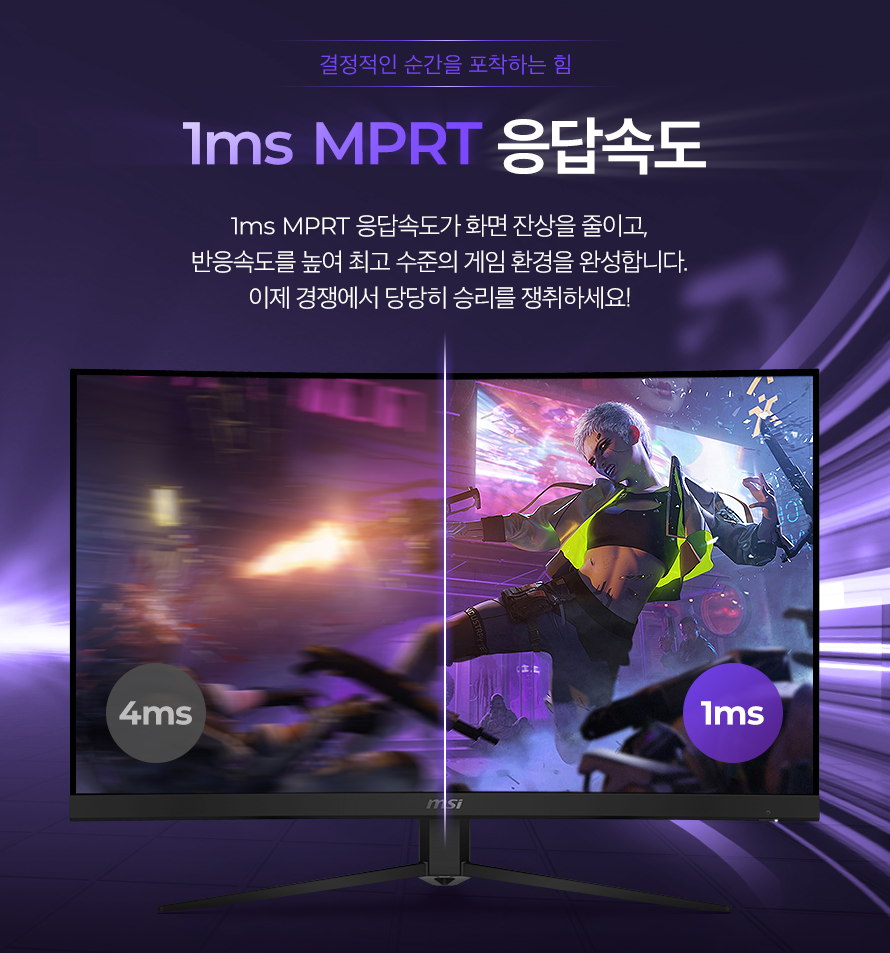 결정적인 순간을 포착하는 힘
1ms MPRT 응답속도
1ms MPRT 응답속도가 화면 잔상을 줄이고,
반응속도를 높여 최고 수준의 게임 환경을 완성합니다.
이제 경쟁에서 당당히 승리를 쟁취하세요!
4ms
1ms
msi